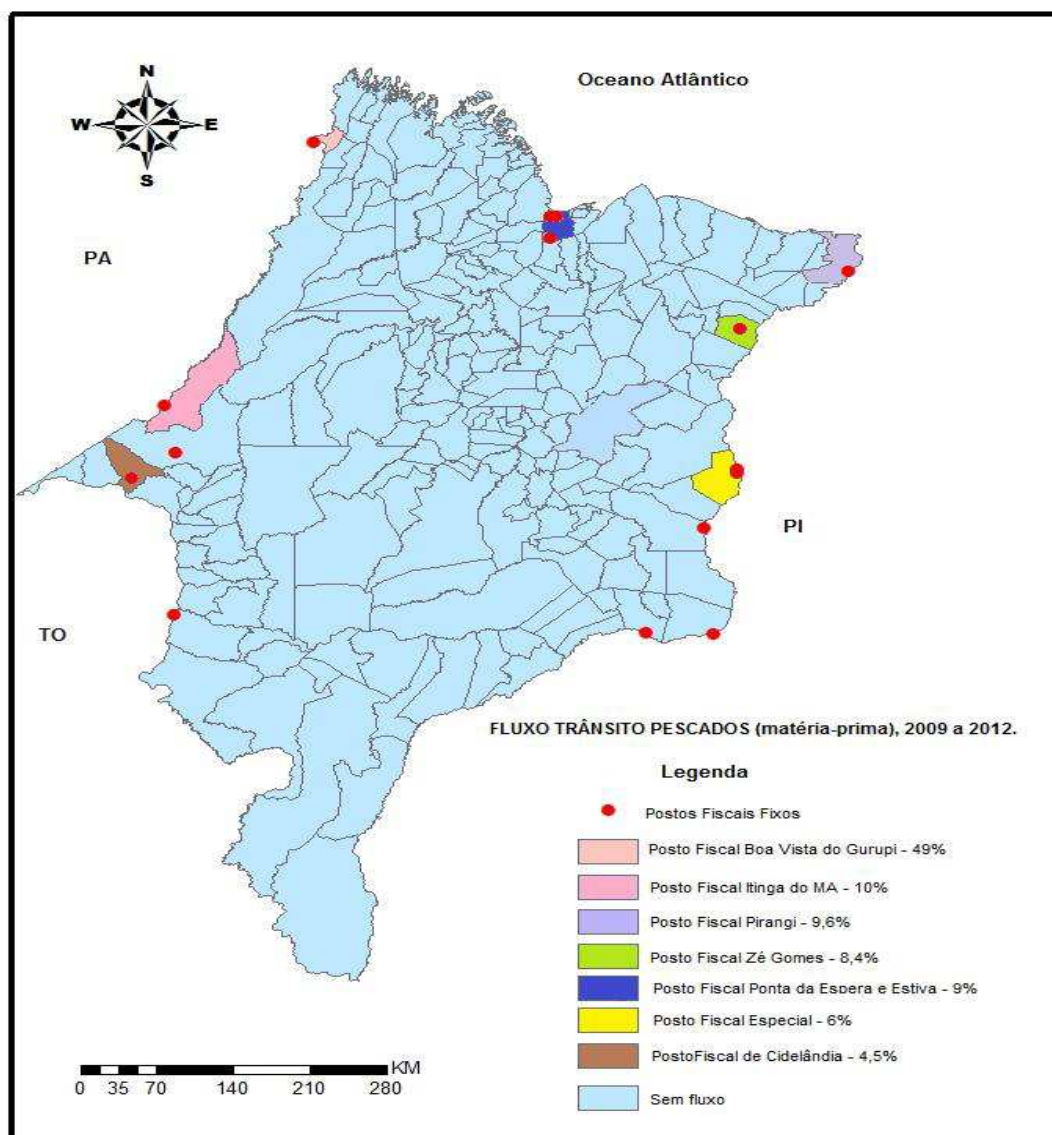 Oceano Atlântico
N
W
E
S
PA
PI
TO
FLUXO TRÂNSITO PESCADOS (matéria-prima), 2009 a 2012.
Legenda
Postos Fiscais Fixos
Posto Fiscal Boa Vista do Gurupi - 49%
Posto Fiscal Itinga do MA - 10%
Posto Fiscal Pirangi - 9,6%
Posto Fiscal Zé Gomes - 8,4%
Posto Fiscal Ponta da Espera e Estiva - 9%
Posto Fiscal Especial - 6%
PostoFiscal de Cidelândia - 4,5%
Sem fluxo
KM
0 35 70 140 210 280